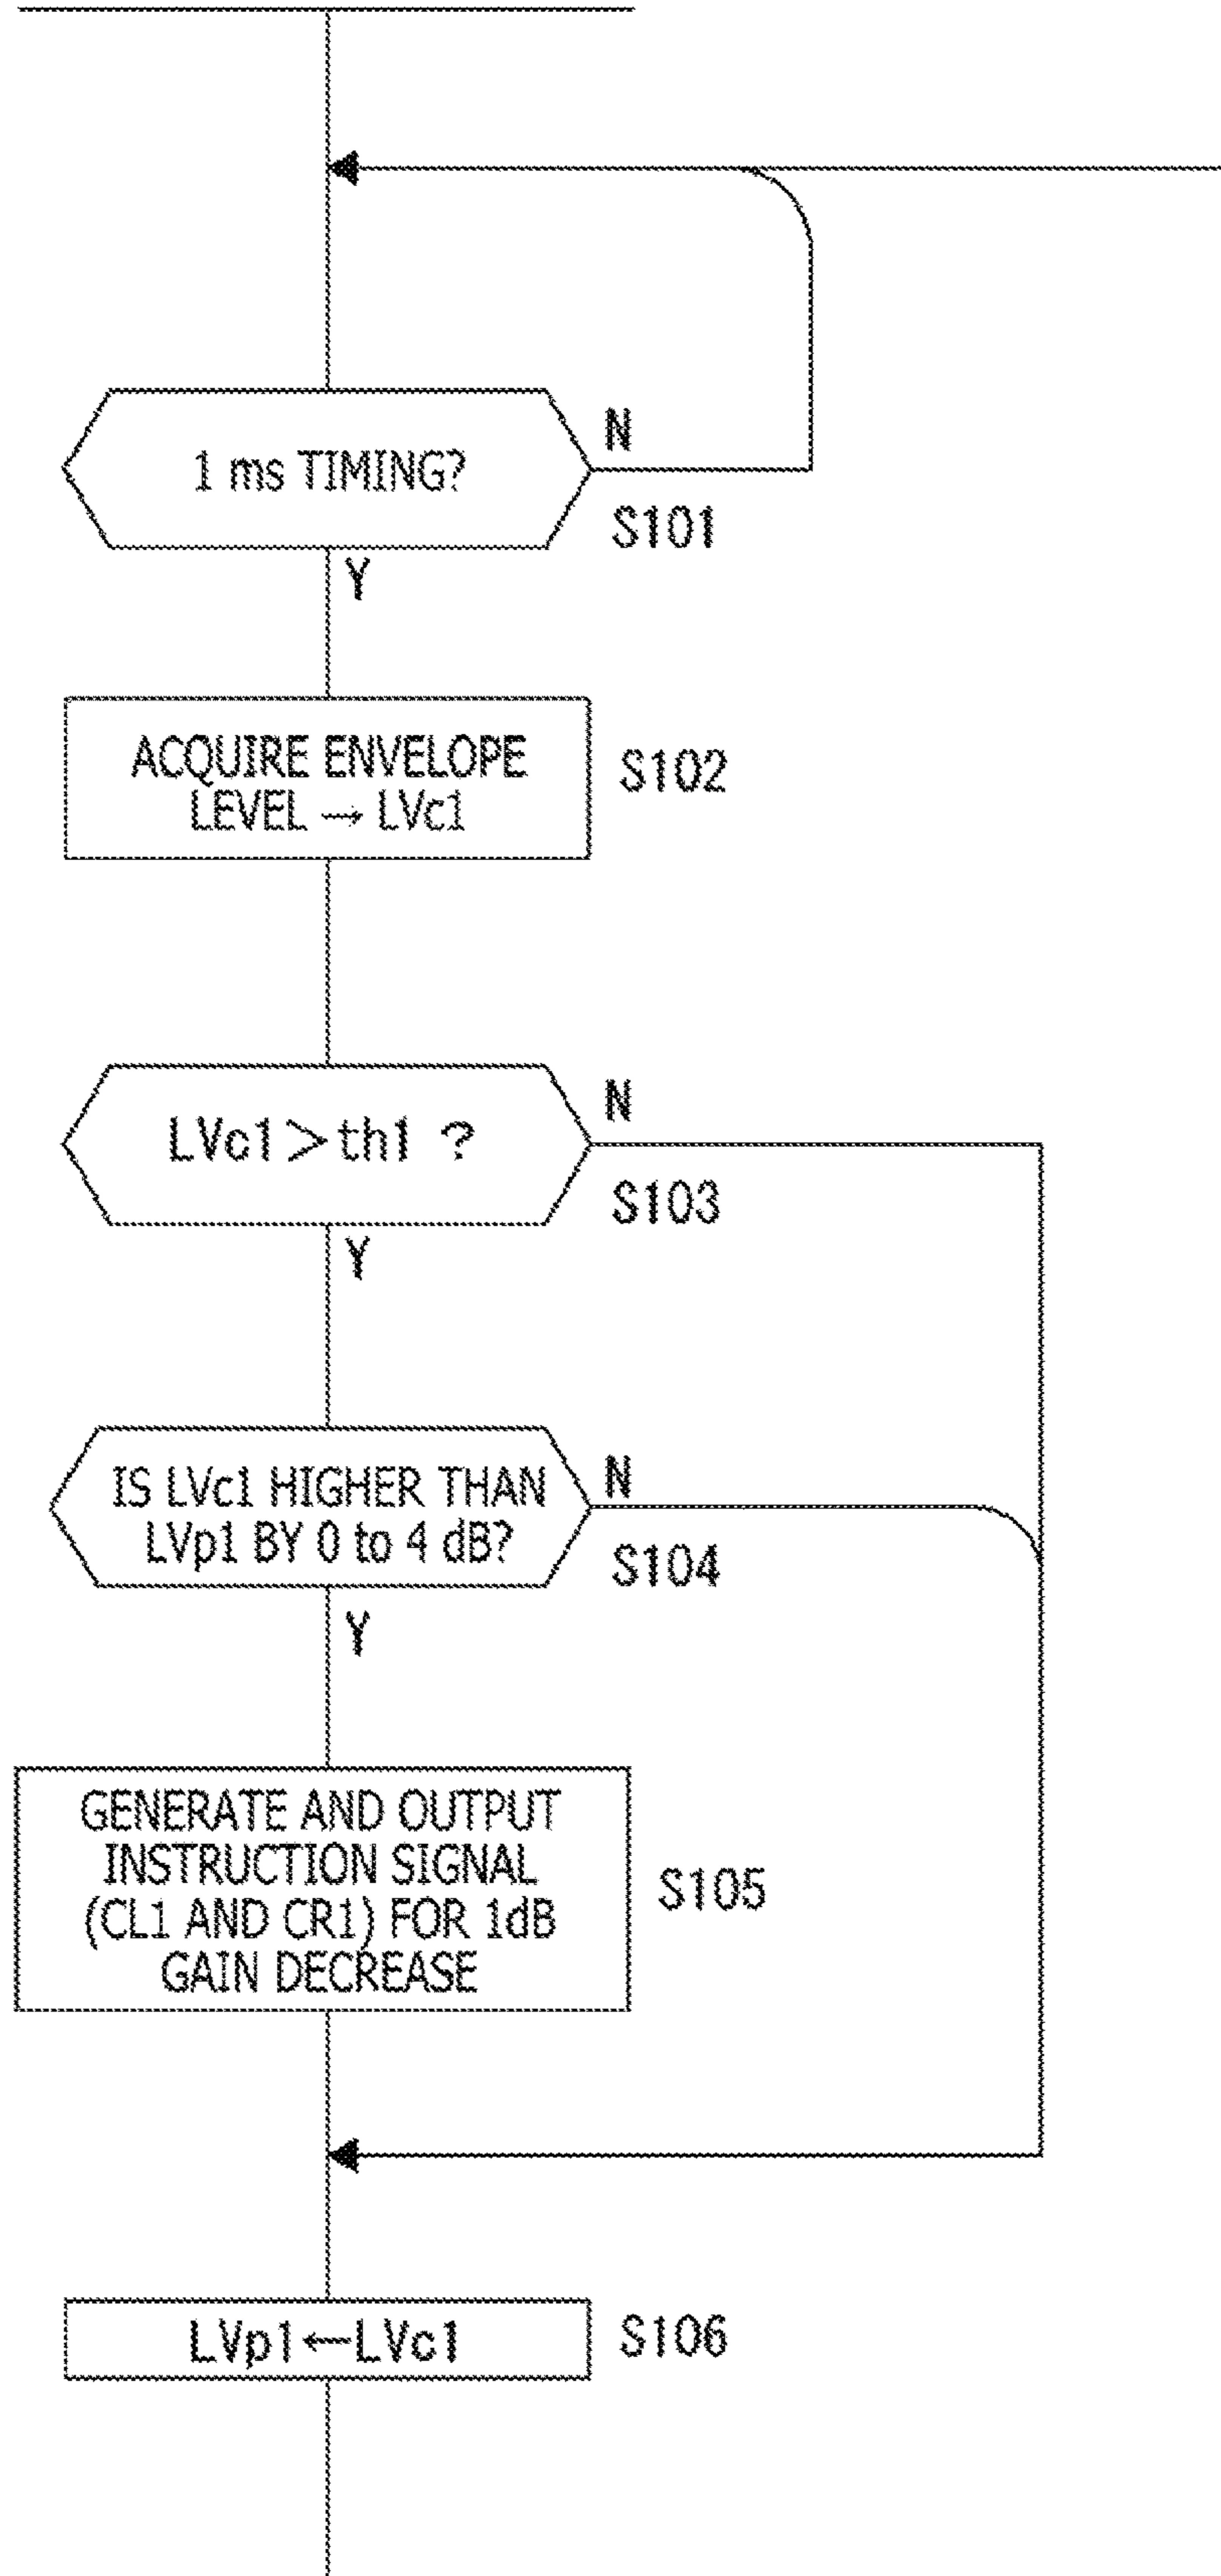 1 ms TIMING?
N
S101
Y
ACQUIRE ENVELOPE
LEVEL → LVc1
S102
LVc1>th1 ?
N
S103
Y
IS LVc1 HIGHER THAN
LVp1 BY 0 to 4 dB?
N
S104
Y
GENERATE AND OUTPUT
INSTRUCTION SIGNAL
(CL1 AND CR1) FOR 1dB
GAIN DECREASE
S105
LVp1←LVc1
S106